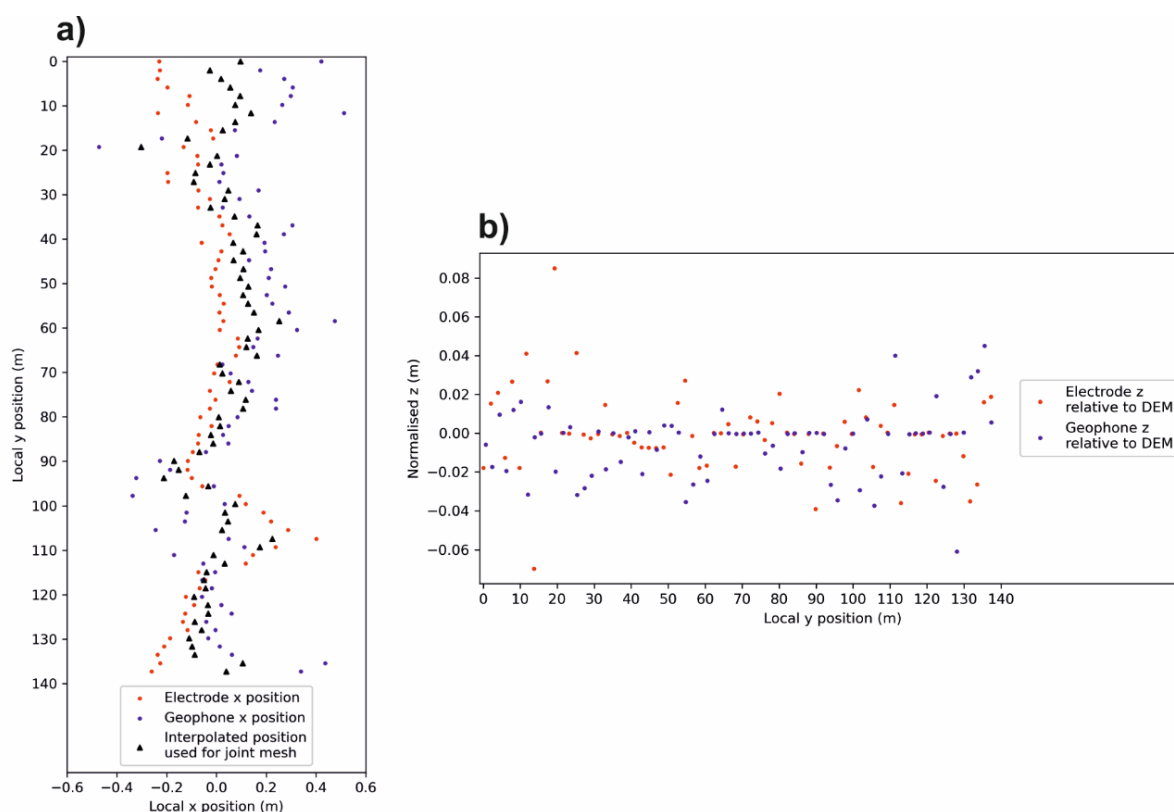 a)
0
10
20
30
40
50
60
70
80
90
100
110
120
130
140
Local y position (m)
Electrode x position
Geophone x position
Interpolated position
used for joint mesh
−0.6 −0.4 −0.2 0.0 0.2 0.4 0.6
Local x position (m)
b)
0.08
0.06
0.04
0.02
0.00
−0.02
−0.04
−0.06
Normalised z (m)
0 10 20 30 40 50 60 70 80 90 100 110 120 130 140
Local y position (m)
Electrode z
relative to DEM
Geophone z
relative to DEM